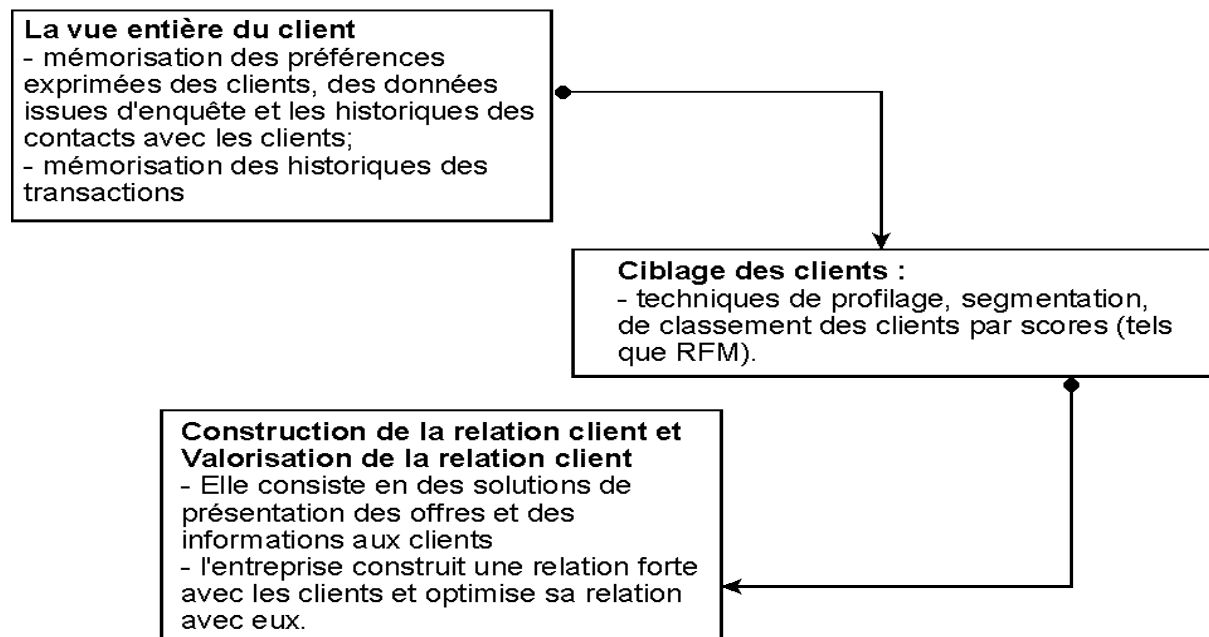 La vue entière du client
- mémorisation des préférences
exprimées des clients, des données
issues d'enquête et les historiques des
contacts avec les clients;
- mémorisation des historiques des
transactions
Ciblage des clients :
- techniques de profilage, segmentation,
de classement des clients par scores (tels
que RFM).
Construction de la relation client et
Valorisation de la relation client
- Elle consiste en des solutions de
présentation des offres et des
informations aux clients
- l'entreprise construit une relation forte
avec les clients et optimise sa relation
avec eux.